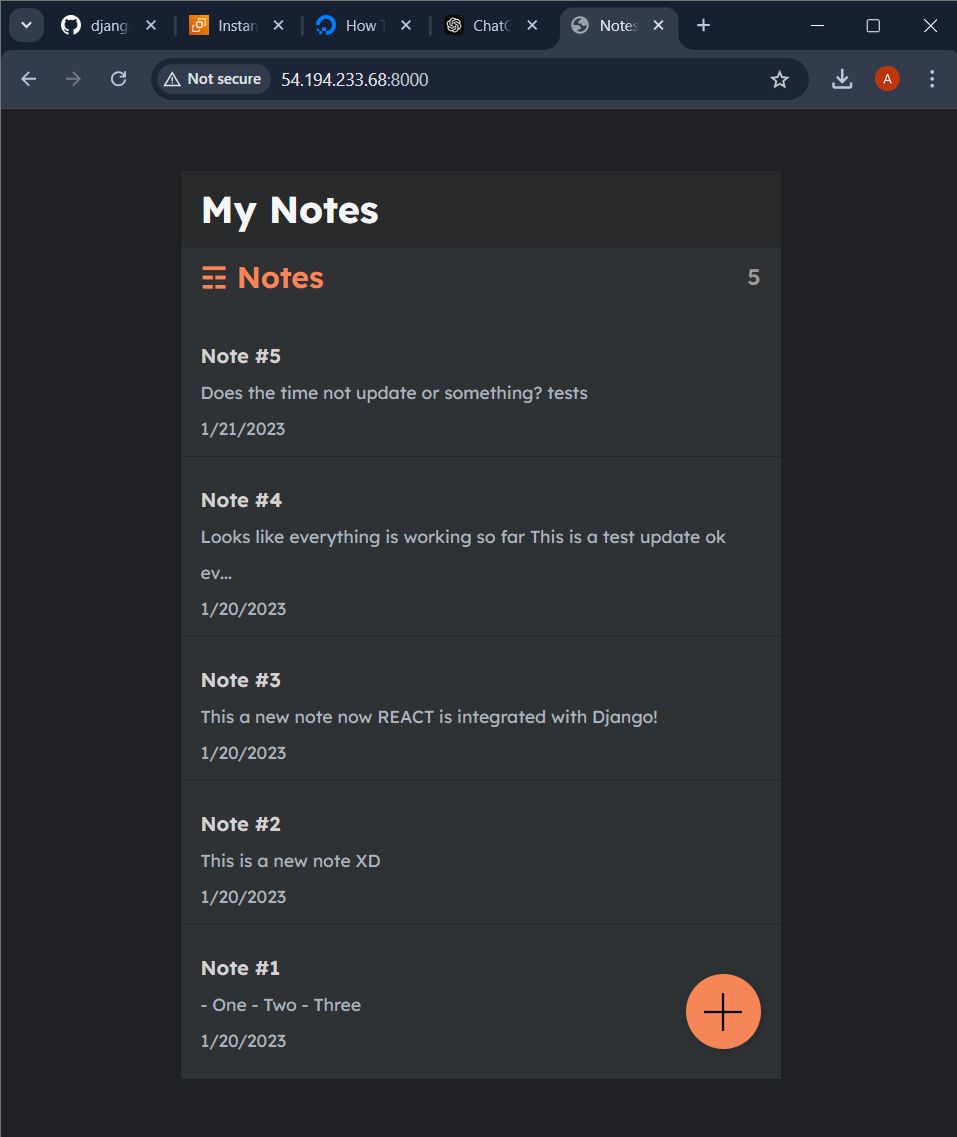 djang
Instan
How T
ChatG
Notes
Not secure
54.194.233.68:8000
A
My Notes
Notes
5
Note #5
Does the time not update or something? tests
1/21/2023
Note #4
Looks like everything is working so far This is a test update ok
ev...
1/20/2023
Note #3
This a new note now REACT is integrated with Django!
1/20/2023
Note #2
This is a new note XD
1/20/2023
Note #1
- One - Two - Three
1/20/2023